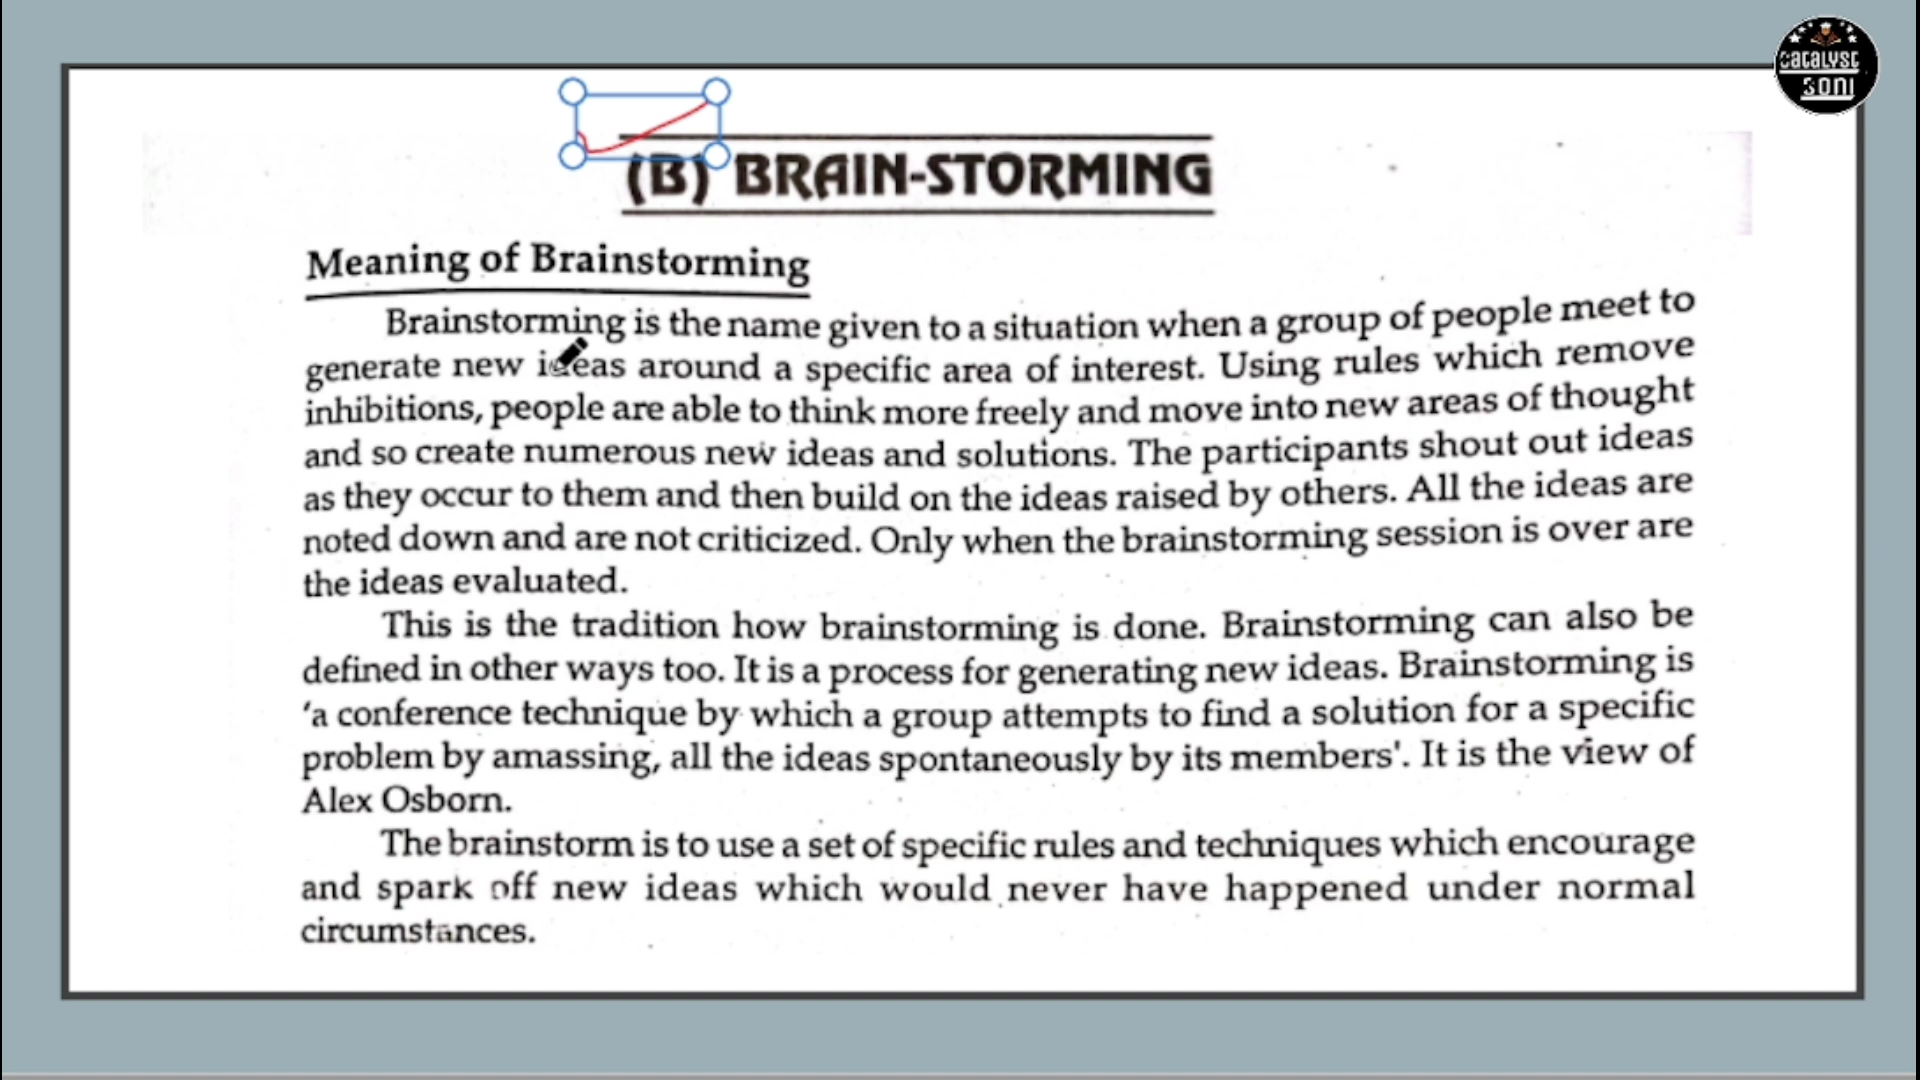 CATALYST
SONI
(B) BRAIN-STORMING
Meaning of Brainstorming
Brainstorming is the name given to a situation when a group of people meet to
generate new ideas around a specific area of interest. Using rules which remove
inhibitions, people are able to think more freely and move into new areas of thought
and so create numerous new ideas and solutions. The participants shout out ideas
as they occur to them and then build on the ideas raised by others. All the ideas are
noted down and are not criticized. Only when the brainstorming session is over are
the ideas evaluated.
This is the tradition how brainstorming is done. Brainstorming can also be
defined in other ways too. It is a process for generating new ideas. Brainstorming is
'a conference technique by which a group attempts to find a solution for a specific
problem by amassing, all the ideas spontaneously by its members'. It is the view of
Alex Osborn.
The brainstorm is to use a set of specific rules and techniques which encourage
and spark off new ideas which would never have happened under normal
circumstances.